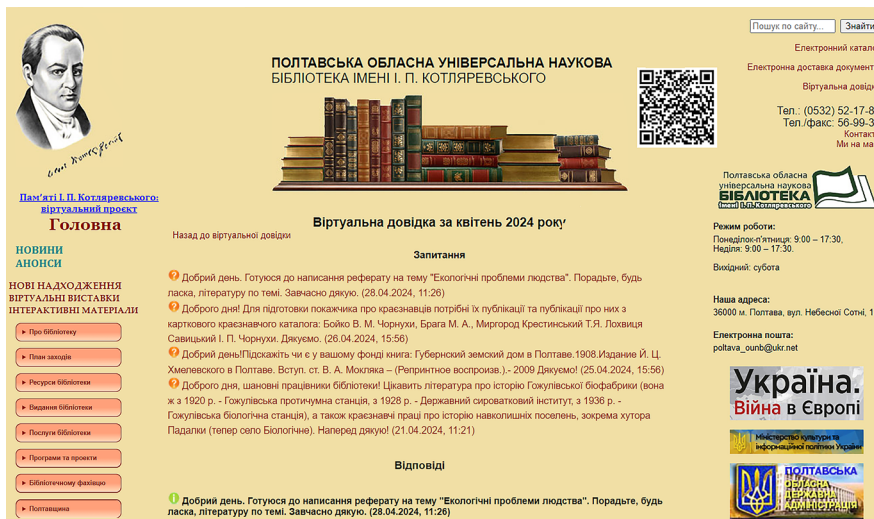 Знайти
Пошук по сайту...
ПОЛТАВСЬКА ОБЛАСНА УНІВЕРСАЛЬНА НАУКОВА
БІБЛІОТЕКА ІМЕНІ І. П. КОТЛЯРЕВСЬКОГО
Електронна доставка
Віртуальна
Тел.: (0532) 52-17-8
Тел./факс: 56-99-3
Ми на
Пам'яті І. П. Котляревського:
віртуальний проєкт
Головна
НОВИНИ
АНОНСИ
НОВІ НАДХОДЖЕННЯ
ВІРТУАЛЬНІ ВИСТАВКИ
ІНТЕРАКТИВНІ МАТЕРІАЛИ
Про бібліотеку
План заходів
Ресурси бібліотеки
Видання бібліотеки
Послуги бібліотеки
Програми та проекти
Бібліотечному фахівцю
Полтавщина
Віртуальна довідка за квітень 2024 року
Назад до віртуальної довідки
Запитання
Добрий день. Готуюся до написання реферату на тему "Екологічні проблеми людства". Порадьте, будь
ласка, літературу по темі. Завчасно дякую. (28.04.2024, 11:26)
Доброго дня! Для підготовки покажчика про краєзнавців потрібні їх публікації та публікації про них з
карткового краєзнавчого каталога: Бойко В. М. Чорнухи, Брага М. А., Миргород Крестинський Т.Я. Лохвиця
Савицький І. П. Чорнухи. Дякуємо. (26.04.2024, 15:56)
Добрий день!Підскажіть чи є у вашому фонді книга: Губернский земский дом в Полтаве.1908.Издание Й. Ц.
Хмелевского в Полтаве. Вступ. ст. В. А. Мокляка – (Репринтное воспроизв.).- 2009 Дякуємо! (25.04.2024, 15:56)
Доброго дня, шановні працівники бібліотеки! Цікавить література про історію Гожулівської біофабрики (вона
ж з 1920 р. - Гожулівська протичумна станція, з 1928 р. - Державний сироватковий інститут, з 1936 р. -
Гожулівська біологічна станція), а також краєзнавчі праці про історію навколишніх поселень, зокрема хутора
Падалки (тепер село Біологічне). Наперед дякую! (21.04.2024, 11:21)
Відповіді
Добрий день. Готуюся до написання реферату на тему "Екологічні проблеми людства". Порадьте, будь
ласка, літературу по темі. Завчасно дякую. (28.04.2024, 11:26)
Полтавська обласна
універсальна наукова
БІБЛІОТЕКА
імені І.П.Котляревського
Режим роботи:
Понеділок-п'ятниця: 9:00 – 17:30,
Неділя: 9:00 – 17:30.
Вихідний: субота
Наша адреса:
36000 м. Полтава, вул. Небесної Сотні, 1
Електронна пошта:
poltava_ounb@ukr.net
Україна.
Війна в Європі
Міністерство культури та
інформаційної політики України
ПОЛТАВСЬКА
ОБЛАСНА
ДЕРЖАВНА
АДМІНІСТРАЦІЯ